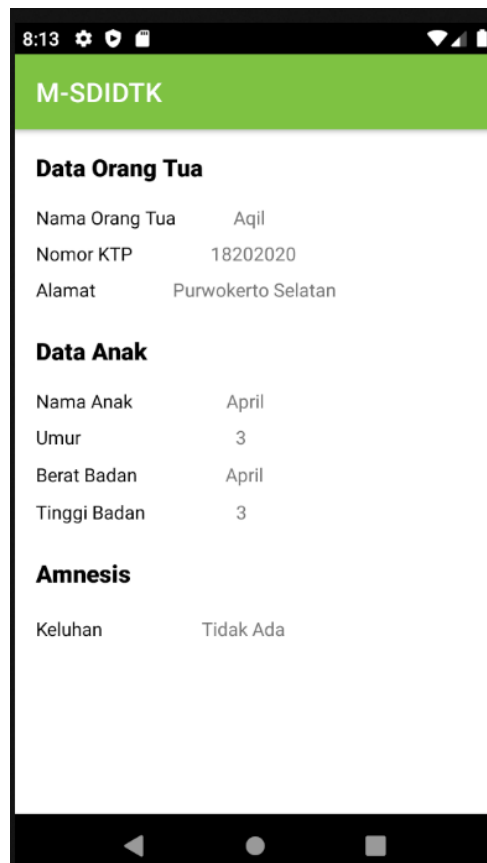 8:13
M-SDIDTK
Data Orang Tua
Nama Orang Tua Aqil
Nomor KTP 18202020
Alamat Purwokerto Selatan
Data Anak
Nama Anak April
Umur 3
Berat Badan April
Tinggi Badan 3
Amnesis
Keluhan Tidak Ada